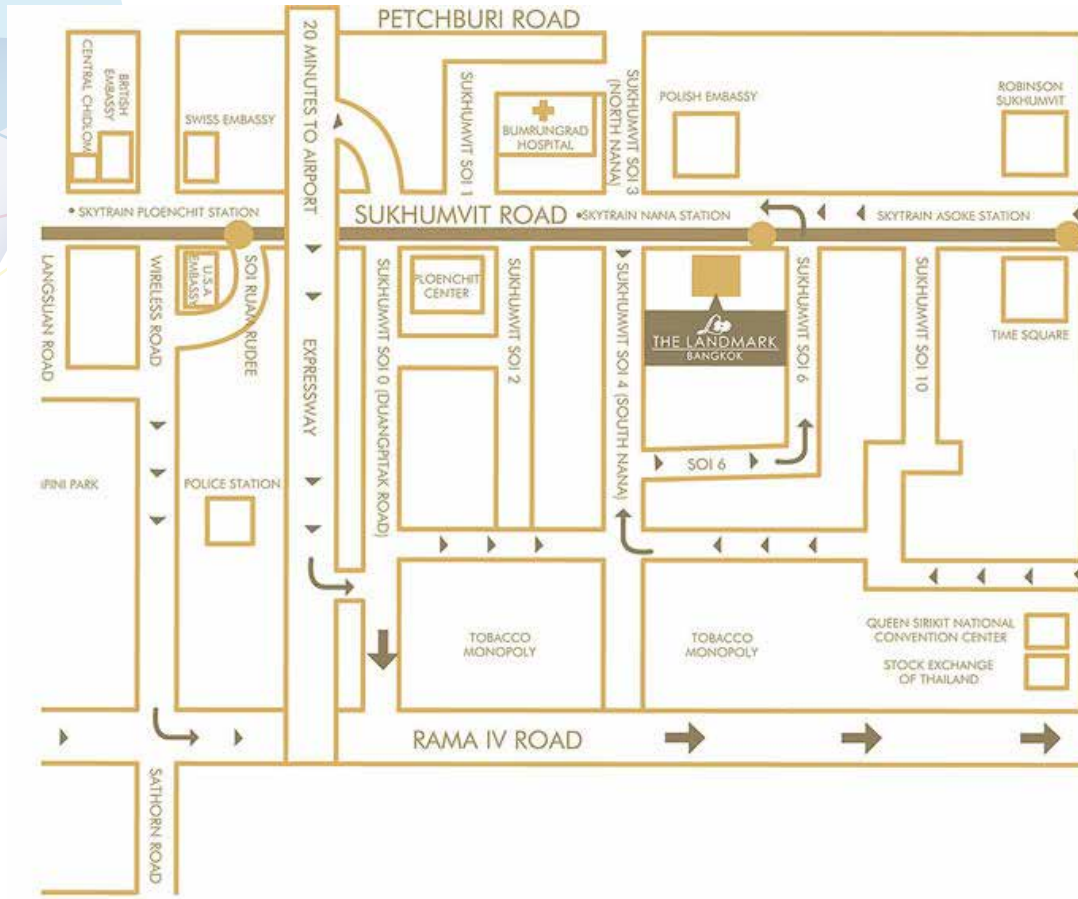 PETCHBURI ROAD
20 MINUTES TO AIRPORT
CENTRAL CHIDLOM
BRITISH
EMBASSY
SWISS EMBASSY
SUKHUMVIT SOI 1
BUMRUNGRAD
HOSPITAL
SUKHUMVIT SOI 3
(NORTH NANA)
POLISH EMBASSY
ROBINSON
SUKHUMVIT
• SKYTRAIN PLOENCHIT STATION
SUKHUMVIT ROAD
•SKYTRAIN NANA STATION
SKYTRAIN ASOKE STATION
LANGSUAN ROAD
WIRELESS ROAD
U.S.A
EMBASSY
SOI RUAM RUDEE
EXPRESSWAY
SUKHUMVIT SOI 0 (DUANGPITAK ROAD)
PLOENCHIT
CENTER
SUKHUMVIT SOI 2
SUKHUMVIT SOI 4 (SOUTH NANA)
THE LANDMARK
BANGKOK
SUKHUMVIT SOI 6
SUKHUMVIT SOI 10
TIME SQUARE
SOI 6
IPINI PARK
POLICE STATION
TOBACCO
MONOPOLY
TOBACCO
MONOPOLY
QUEEN SIRIKIT NATIONAL
CONVENTION CENTER
STOCK EXCHANGE
OF THAILAND
RAMA IV ROAD
SATHORN ROAD